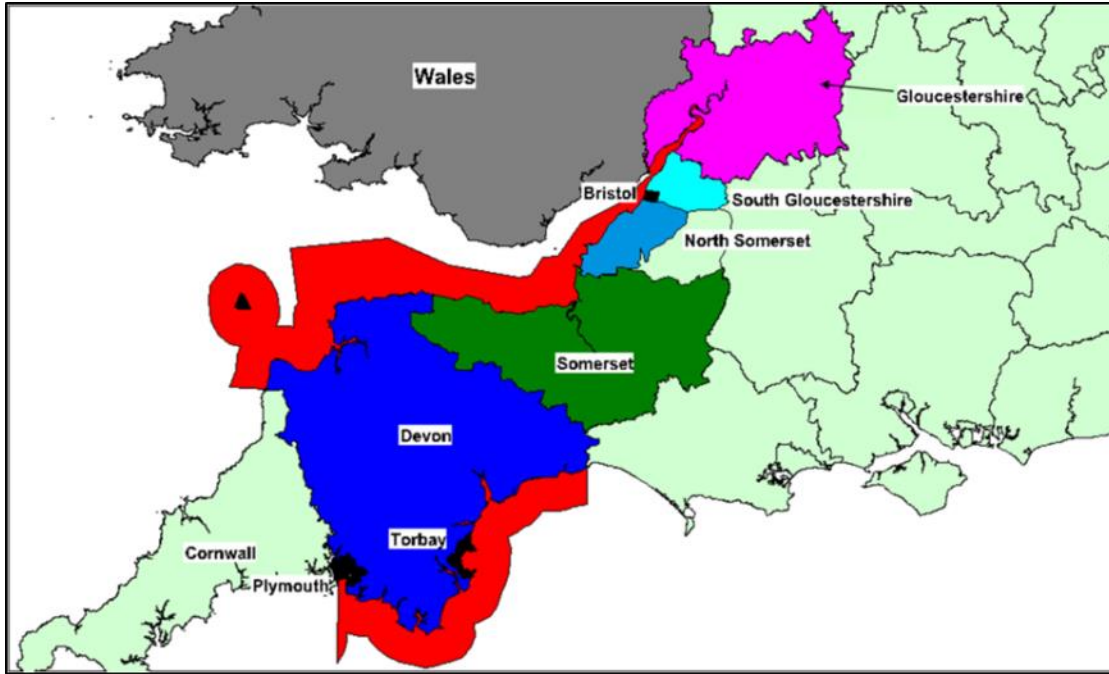 Wales
Gloucestershire
Bristol
South Gloucestershire
North Somerset
Somerset
Devon
Torbay
Cornwall
Plymouth